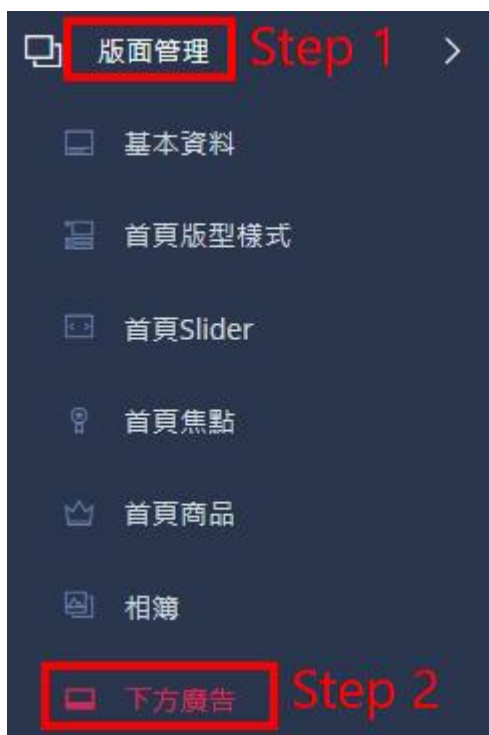 版面管理 Step 1
基本資料
首頁版型樣式
首頁Slider
首頁焦點
首頁商品
相簿
下方廣告 Step 2